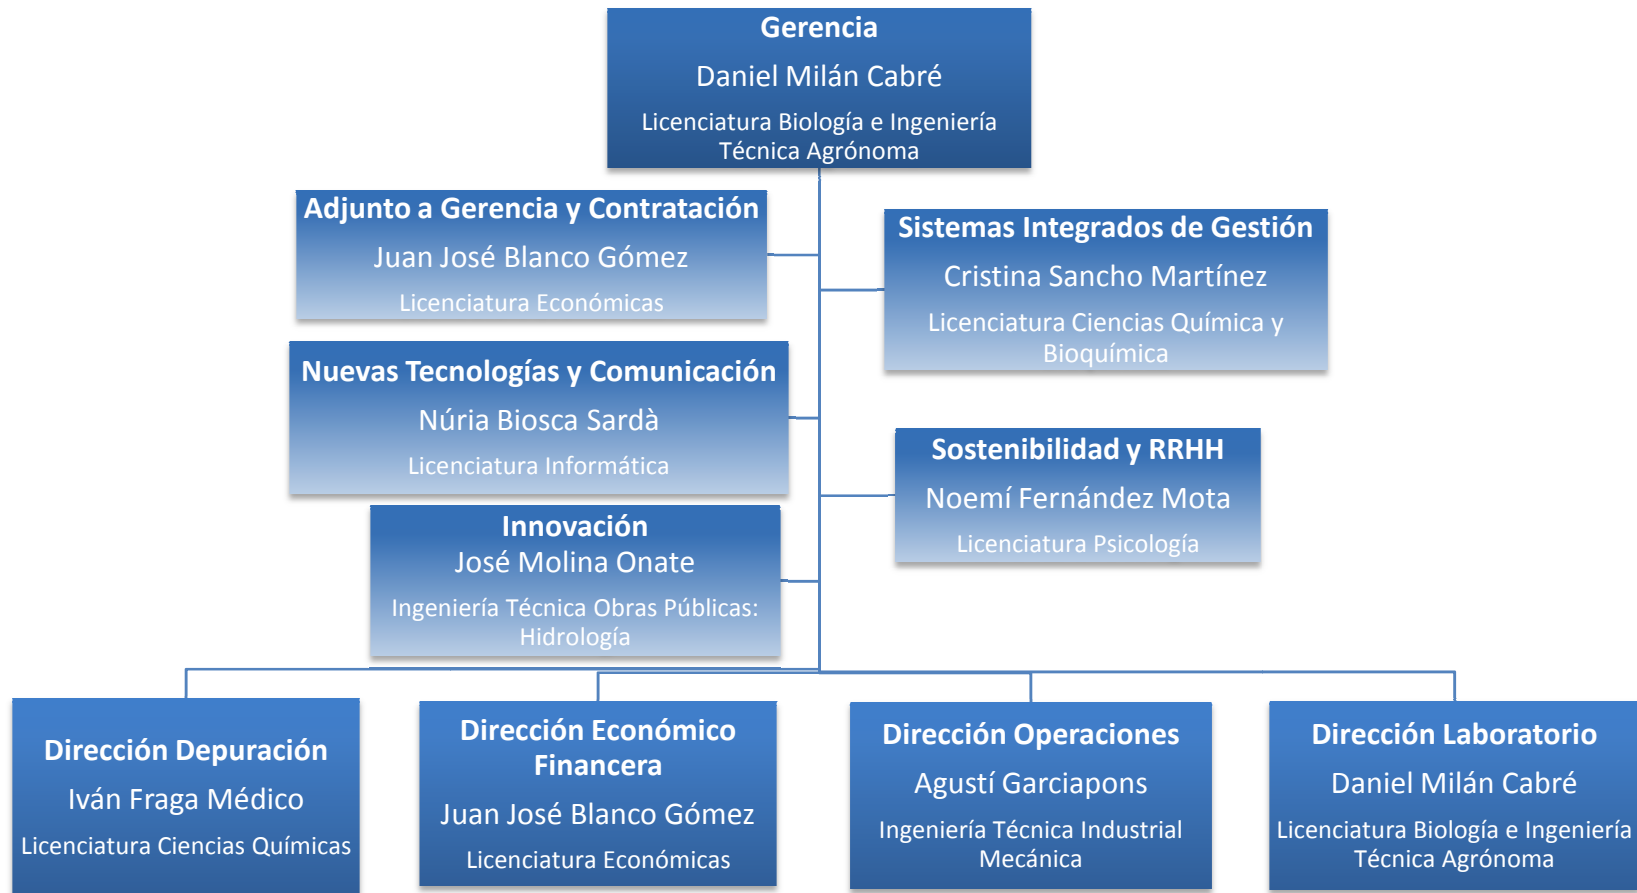 Gerencia
Daniel Milán Cabré
Licenciatura Biología e Ingeniería
Técnica Agrónoma
Adjunto a Gerencia y Contratación
Juan José Blanco Gómez
Licenciatura Económicas
Sistemas Integrados de Gestión
Cristina Sancho Martínez
Licenciatura Ciencias Química y
Bioquímica
Nuevas Tecnologías y Comunicación
Núria Biosca Sardà
Licenciatura Informática
Sostenibilidad y RRHH
Noemí Fernández Mota
Licenciatura Psicología
Innovación
José Molina Onate
Ingeniería Técnica Obras Públicas:
Hidrología
Dirección Depuración
Iván Fraga Médico
Licenciatura Ciencias Químicas
Dirección Económico
Financera
Juan José Blanco Gómez
Licenciatura Económicas
Dirección Operaciones
Agustí Garciapons
Ingeniería Técnica Industrial
Mecánica
Dirección Laboratorio
Daniel Milán Cabré
Licenciatura Biología e Ingeniería
Técnica Agrónoma